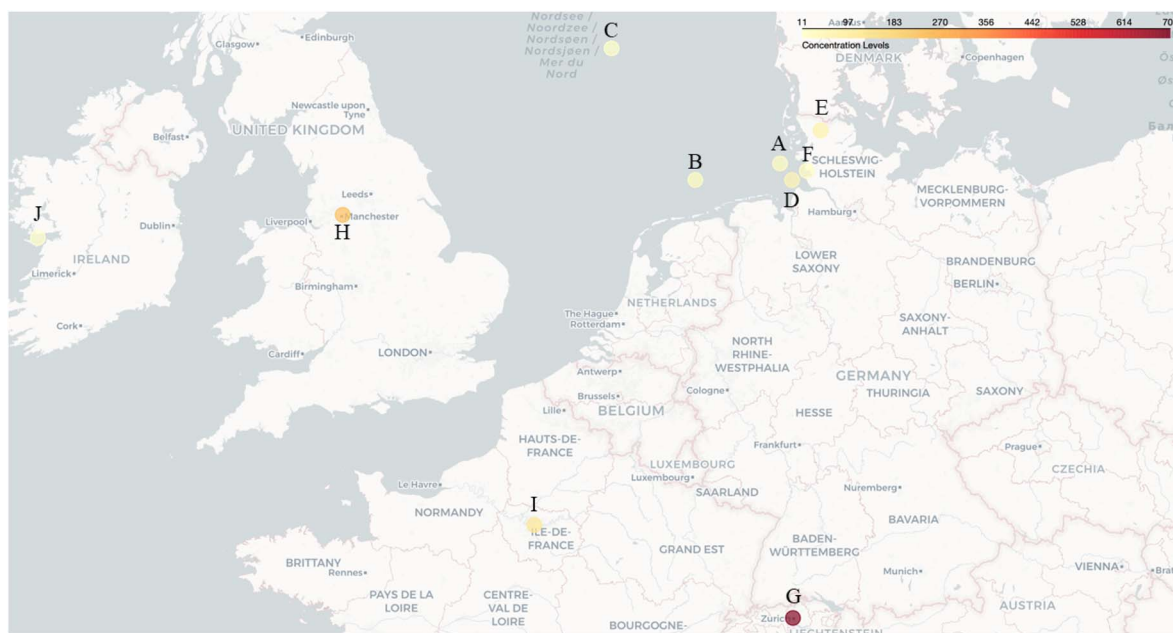 Nordsee /
Noordzee /
Nordsøen /
Nordsjøen /
Mer du
Nord
C
11 97 183 270 356 442 528 614 70
Concentration Levels
Aarhus
DENMARK
Copenhagen
Glasgow
Edinburgh
Newcastle upon
Tyne
UNITED KINGDOM
Belfast
E
A
F
SCHLESWIG-
HOLSTEIN
B
D
MECKLENBURG-
VORPOMMERN
Hamburg
Leeds
J
Liverpool
Manchester
H
Dublin
IRELAND
Limerick
LOWER
SAXONY
BRANDENBURG
BERLIN
Birmingham
NETHERLANDS
The Hague
Rotterdam
SAXONY-
ANHALT
Cork
NORTH
RHINE-
WESTPHALIA
Cardiff
LONDON
Antwerp
GERMANY
Cologne
THURINGIA
SAXONY
Brussels
BELGIUM
Lille
HESSE
HAUTS-DE-
FRANCE
Frankfurt
Prague
LUXEMBOURG
Luxembourg
CZECHIA
Le Havre
SAARLAND
Nuremberg
NORMANDY
I
ÎLE-DE-
FRANCE
BAVARIA
GRAND EST
BADEN-
WÜRTTEMBERG
BRITTANY
Rennes
Munich
VIENNA
Brat
PAYS DE LA
LOIRE
CENTRE-
VAL DE
LOIRE
G
AUSTRIA
Zürich
BOURGOGNE-
LIECHTENSTEIN